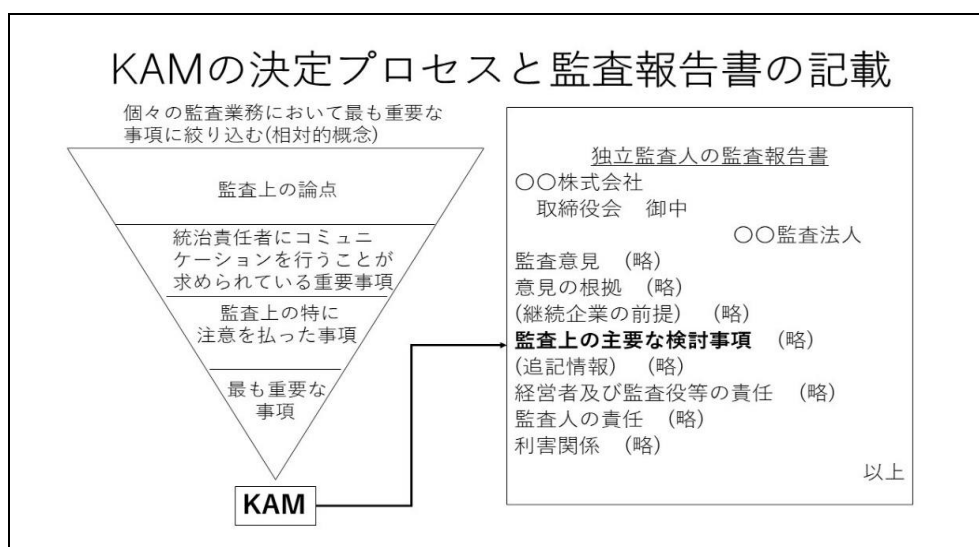 KAMの決定プロセスと監査報告書の記載
個々の監査業務において最も重要な
事項に絞り込む(相対的概念)
監査上の論点
統治責任者にコミュニ
ケーションを行うことが
求められている重要事項
監査上の特に
注意を払った事項
最も重要な
事項
KAM
独立監査人の監査報告書
〇〇株式会社
取締役会　御中
〇〇監査法人
監査意見　(略)
意見の根拠　(略)
(継続企業の前提)　(略)
監査上の主要な検討事項　(略)
(追記情報)　(略)
経営者及び監査役等の責任　(略)
監査人の責任　(略)
利害関係　(略)
以上